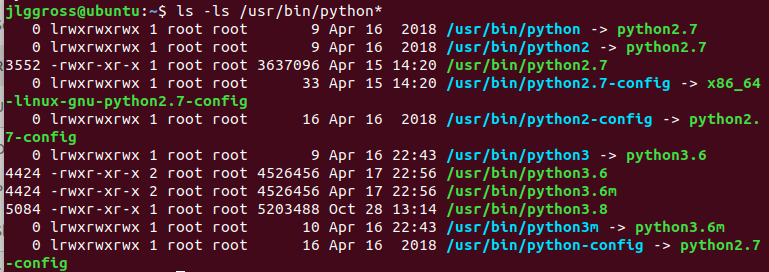 jlggross@ubuntu:~$ ls -ls /usr/bin/python*
   0 lrwxrwxrwx 1 root root       9 Apr 16  2018 /usr/bin/python -> python2.7
   0 lrwxrwxrwx 1 root root       9 Apr 16  2018 /usr/bin/python2 -> python2.7
3552 -rwxr-xr-x 1 root root 3637096 Apr 15 14:20 /usr/bin/python2.7
   0 lrwxrwxrwx 1 root root      33 Apr 15 14:20 /usr/bin/python2.7-config -> x86_64
-linux-gnu-python2.7-config
   0 lrwxrwxrwx 1 root root      16 Apr 16  2018 /usr/bin/python2-config -> python2.
7-config
   0 lrwxrwxrwx 1 root root       9 Apr 16 22:43 /usr/bin/python3 -> python3.6
4424 -rwxr-xr-x 2 root root 4526456 Apr 17 22:56 /usr/bin/python3.6
4424 -rwxr-xr-x 2 root root 4526456 Apr 17 22:56 /usr/bin/python3.6m
5084 -rwxr-xr-x 1 root root 5203488 Oct 28 13:14 /usr/bin/python3.8
   0 lrwxrwxrwx 1 root root      10 Apr 16 22:43 /usr/bin/python3m -> python3.6m
   0 lrwxrwxrwx 1 root root      16 Apr 16  2018 /usr/bin/python-config -> python2.7
-config